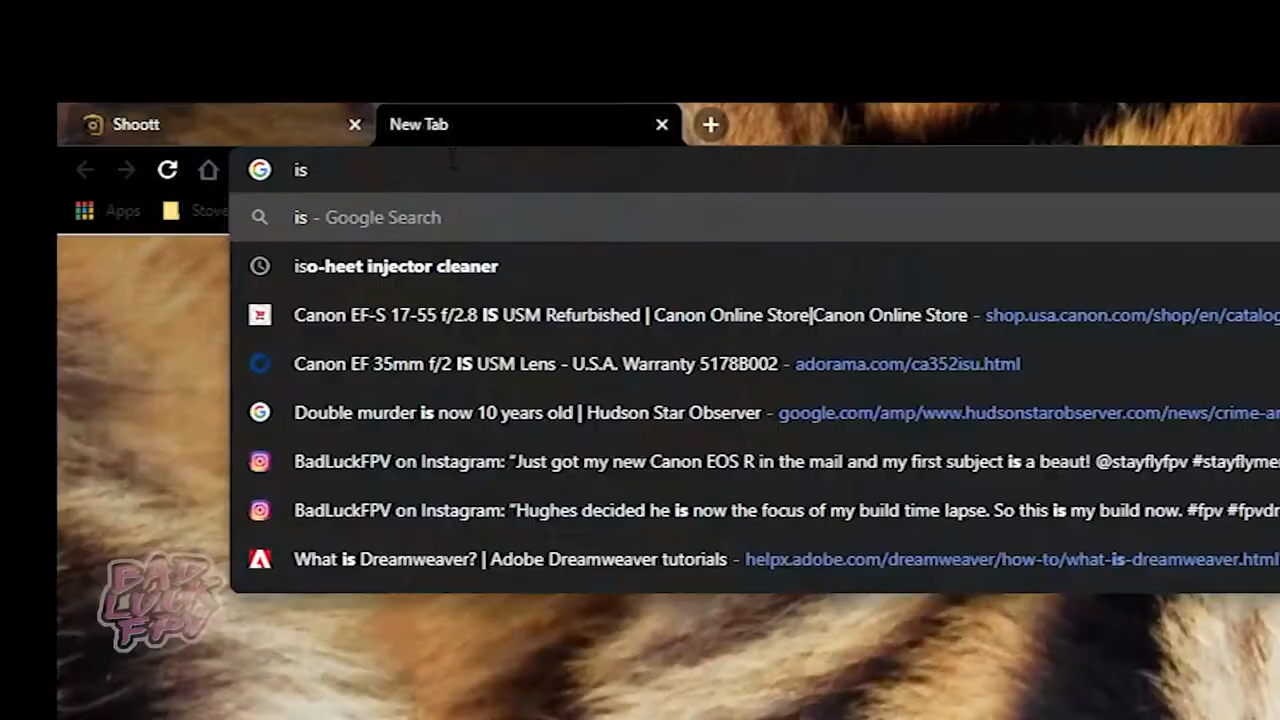 Shoott
New Tab
is
Apps
Stove
is - Google Search
iso-heet injector cleaner
Canon EF-S 17-55 f/2.8 IS USM Refurbished | Canon Online Store|Canon Online Store - shop.usa.canon.com/shop/en/catalog
Canon EF 35mm f/2 IS USM Lens - U.S.A. Warranty 5178B002 - adorama.com/ca352isu.html
Double murder is now 10 years old | Hudson Star Observer - google.com/amp/www.hudsonstarobserver.com/news/crime-an
BadLuckFPV on Instagram: “Just got my new Canon EOS R in the mail and my first subject is a beaut! @stayflyfpv #stayflyme
BadLuckFPV on Instagram: “Hughes decided he is now the focus of my build time lapse. So this is my build now. #fpv #fpvdr
What is Dreamweaver? | Adobe Dreamweaver tutorials - helpx.adobe.com/dreamweaver/how-to/what-is-dreamweaver.html
BAD
LUCK
FPV